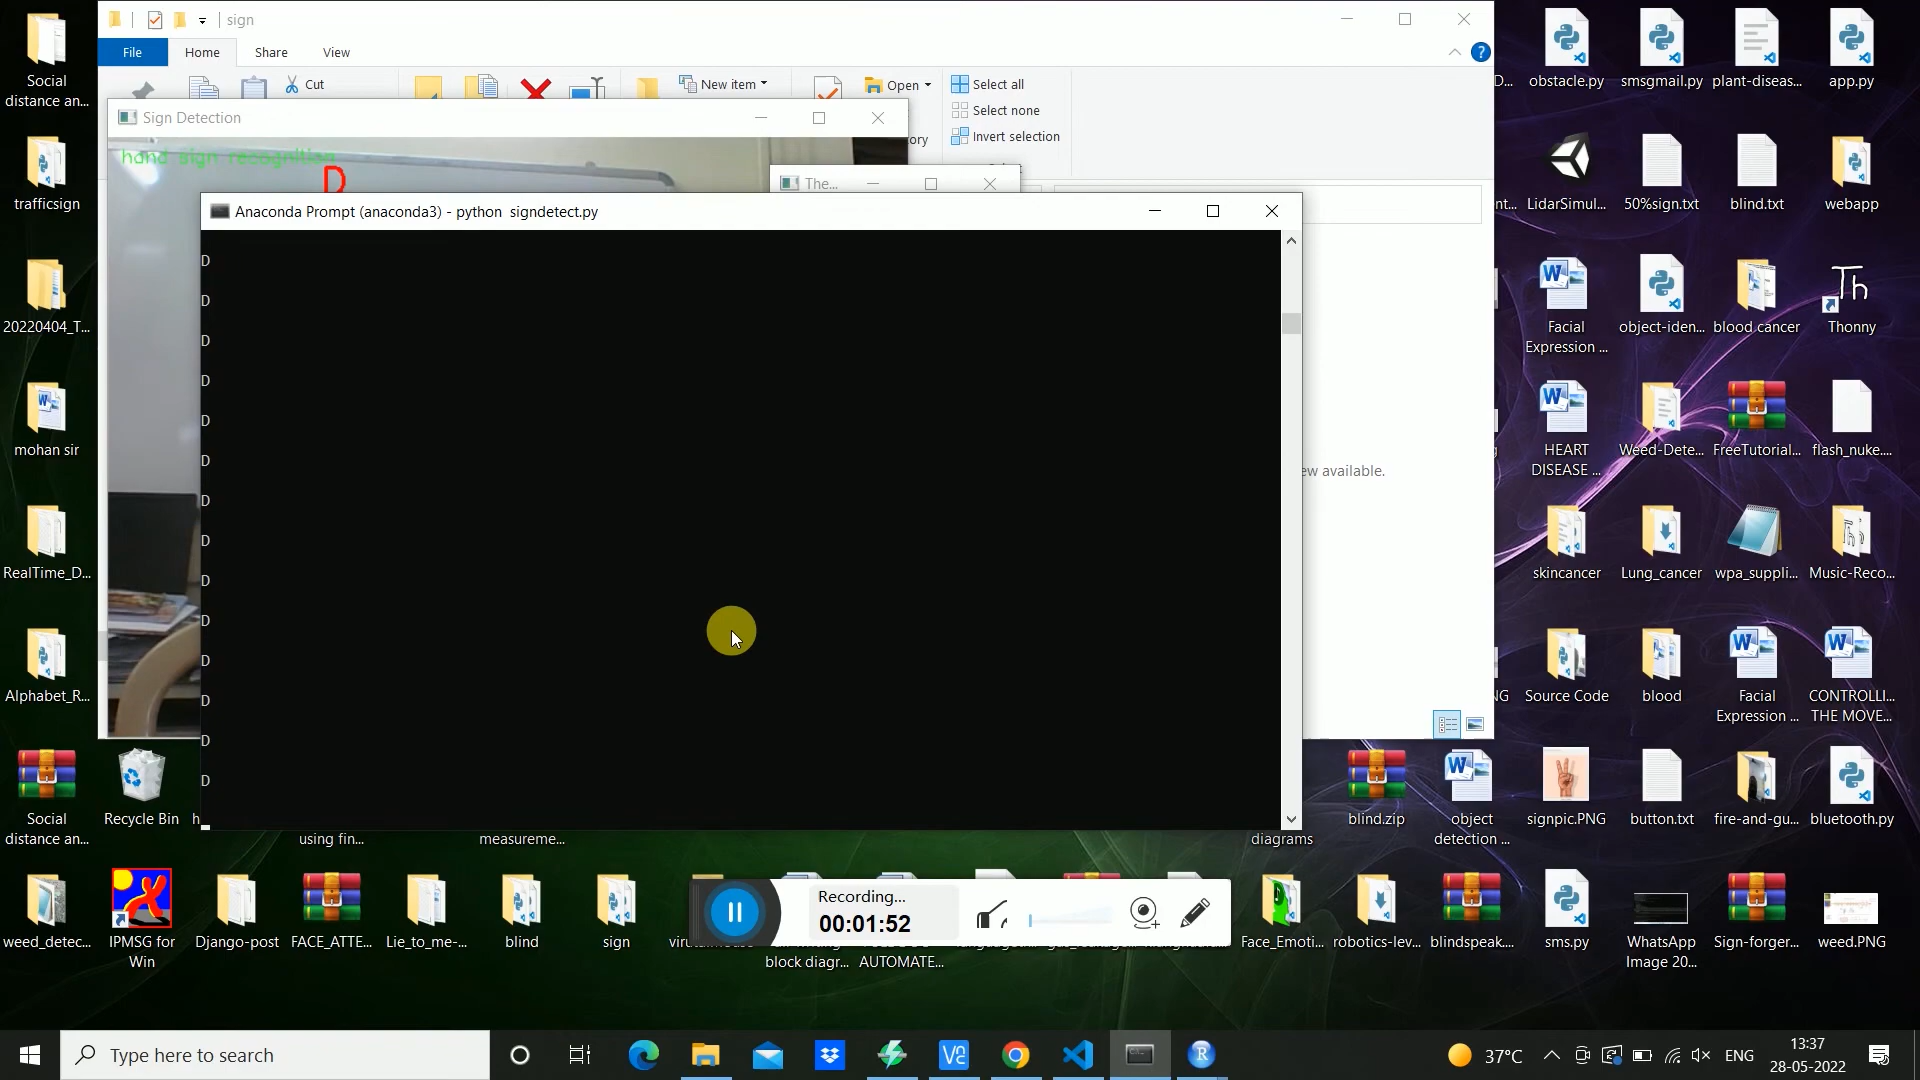 sign
File
Home
Share
View
Cut
New item
Open
Select all
Select none
Invert selection
ory
Sign Detection
hand sign recognition
D
The...
Anaconda Prompt (anaconda3) - python  signdetect.py
D
D
D
D
D
D
D
D
D
D
D
D
D
D
ew available.
Social
distance an...
trafficsign
20220404_T...
mohan sir
RealTime_D...
Alphabet_R...
Social
distance an...
Recycle Bin
using fin...
measureme...
diagrams
weed_detec...
IPMSG for
Win
Django-post
FACE_ATTE...
Lie_to_me-...
blind
sign
block diagr...
AUTOMATE...
Face_Emoti...
robotics-lev...
blindspeak....
sms.py
WhatsApp
Image 20...
Sign-forger...
weed.PNG
D...
obstacle.py
smsgmail.py
plant-diseas...
app.py
nt...
LidarSimul...
50%sign.txt
blind.txt
webapp
Facial
Expression ...
object-iden...
blood cancer
Thonny
HEART
DISEASE ...
Weed-Dete...
FreeTutorial...
flash_nuke....
skincancer
Lung_cancer
wpa_suppli...
Music-Reco...
NG
Source Code
blood
Facial
Expression ...
CONTROLLI...
THE MOVE...
blind.zip
object
detection ...
signpic.PNG
button.txt
fire-and-gu...
bluetooth.py
Recording...
00:01:52
Type here to search
37°C
ENG
13:37
28-05-2022